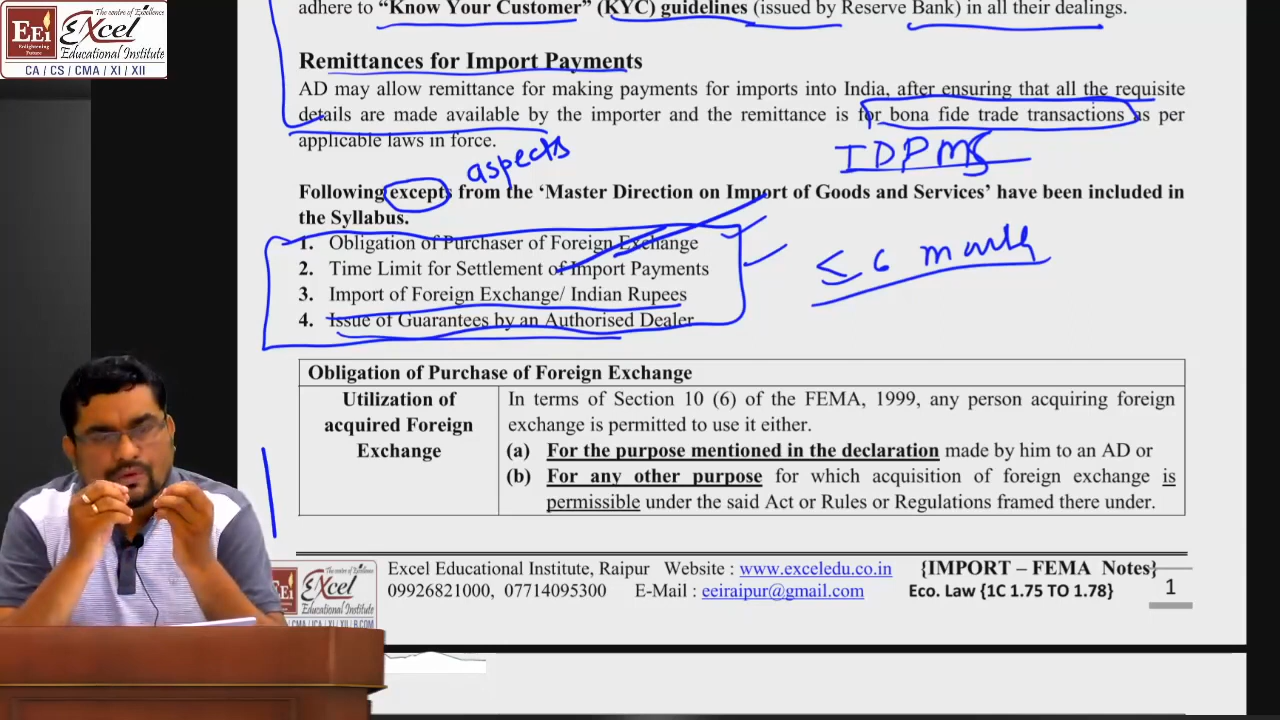 The centre of Excellence
EEi
Enlightening Future
EXcel
Educational Institute
CA / CS / CMA / XI / XII
adhere to “Know Your Customer” (KYC) guidelines (issued by Reserve Bank) in all their dealings.
Remittances for Import Payments
AD may allow remittance for making payments for imports into India, after ensuring that all the requisite
details are made available by the importer and the remittance is for bona fide trade transactions as per
applicable laws in force.
IDPMS
aspects
Following excepts from the ‘Master Direction on Import of Goods and Services’ have been included in
the Syllabus.
1. Obligation of Purchaser of Foreign Exchange
2. Time Limit for Settlement of Import Payments
3. Import of Foreign Exchange/ Indian Rupees
4. Issue of Guarantees by an Authorised Dealer
≤ 6 month
Obligation of Purchase of Foreign Exchange
Utilization of
acquired Foreign
Exchange
In terms of Section 10 (6) of the FEMA, 1999, any person acquiring foreign
exchange is permitted to use it either.
(a) For the purpose mentioned in the declaration made by him to an AD or
(b) For any other purpose for which acquisition of foreign exchange is
permissible under the said Act or Rules or Regulations framed there under.
EXcel
Educational Institute
Excel Educational Institute, Raipur Website : www.exceledu.co.in {IMPORT – FEMA Notes}
09926821000, 07714095300 E-Mail : eeiraipur@gmail.com Eco. Law {1C 1.75 TO 1.78} 1